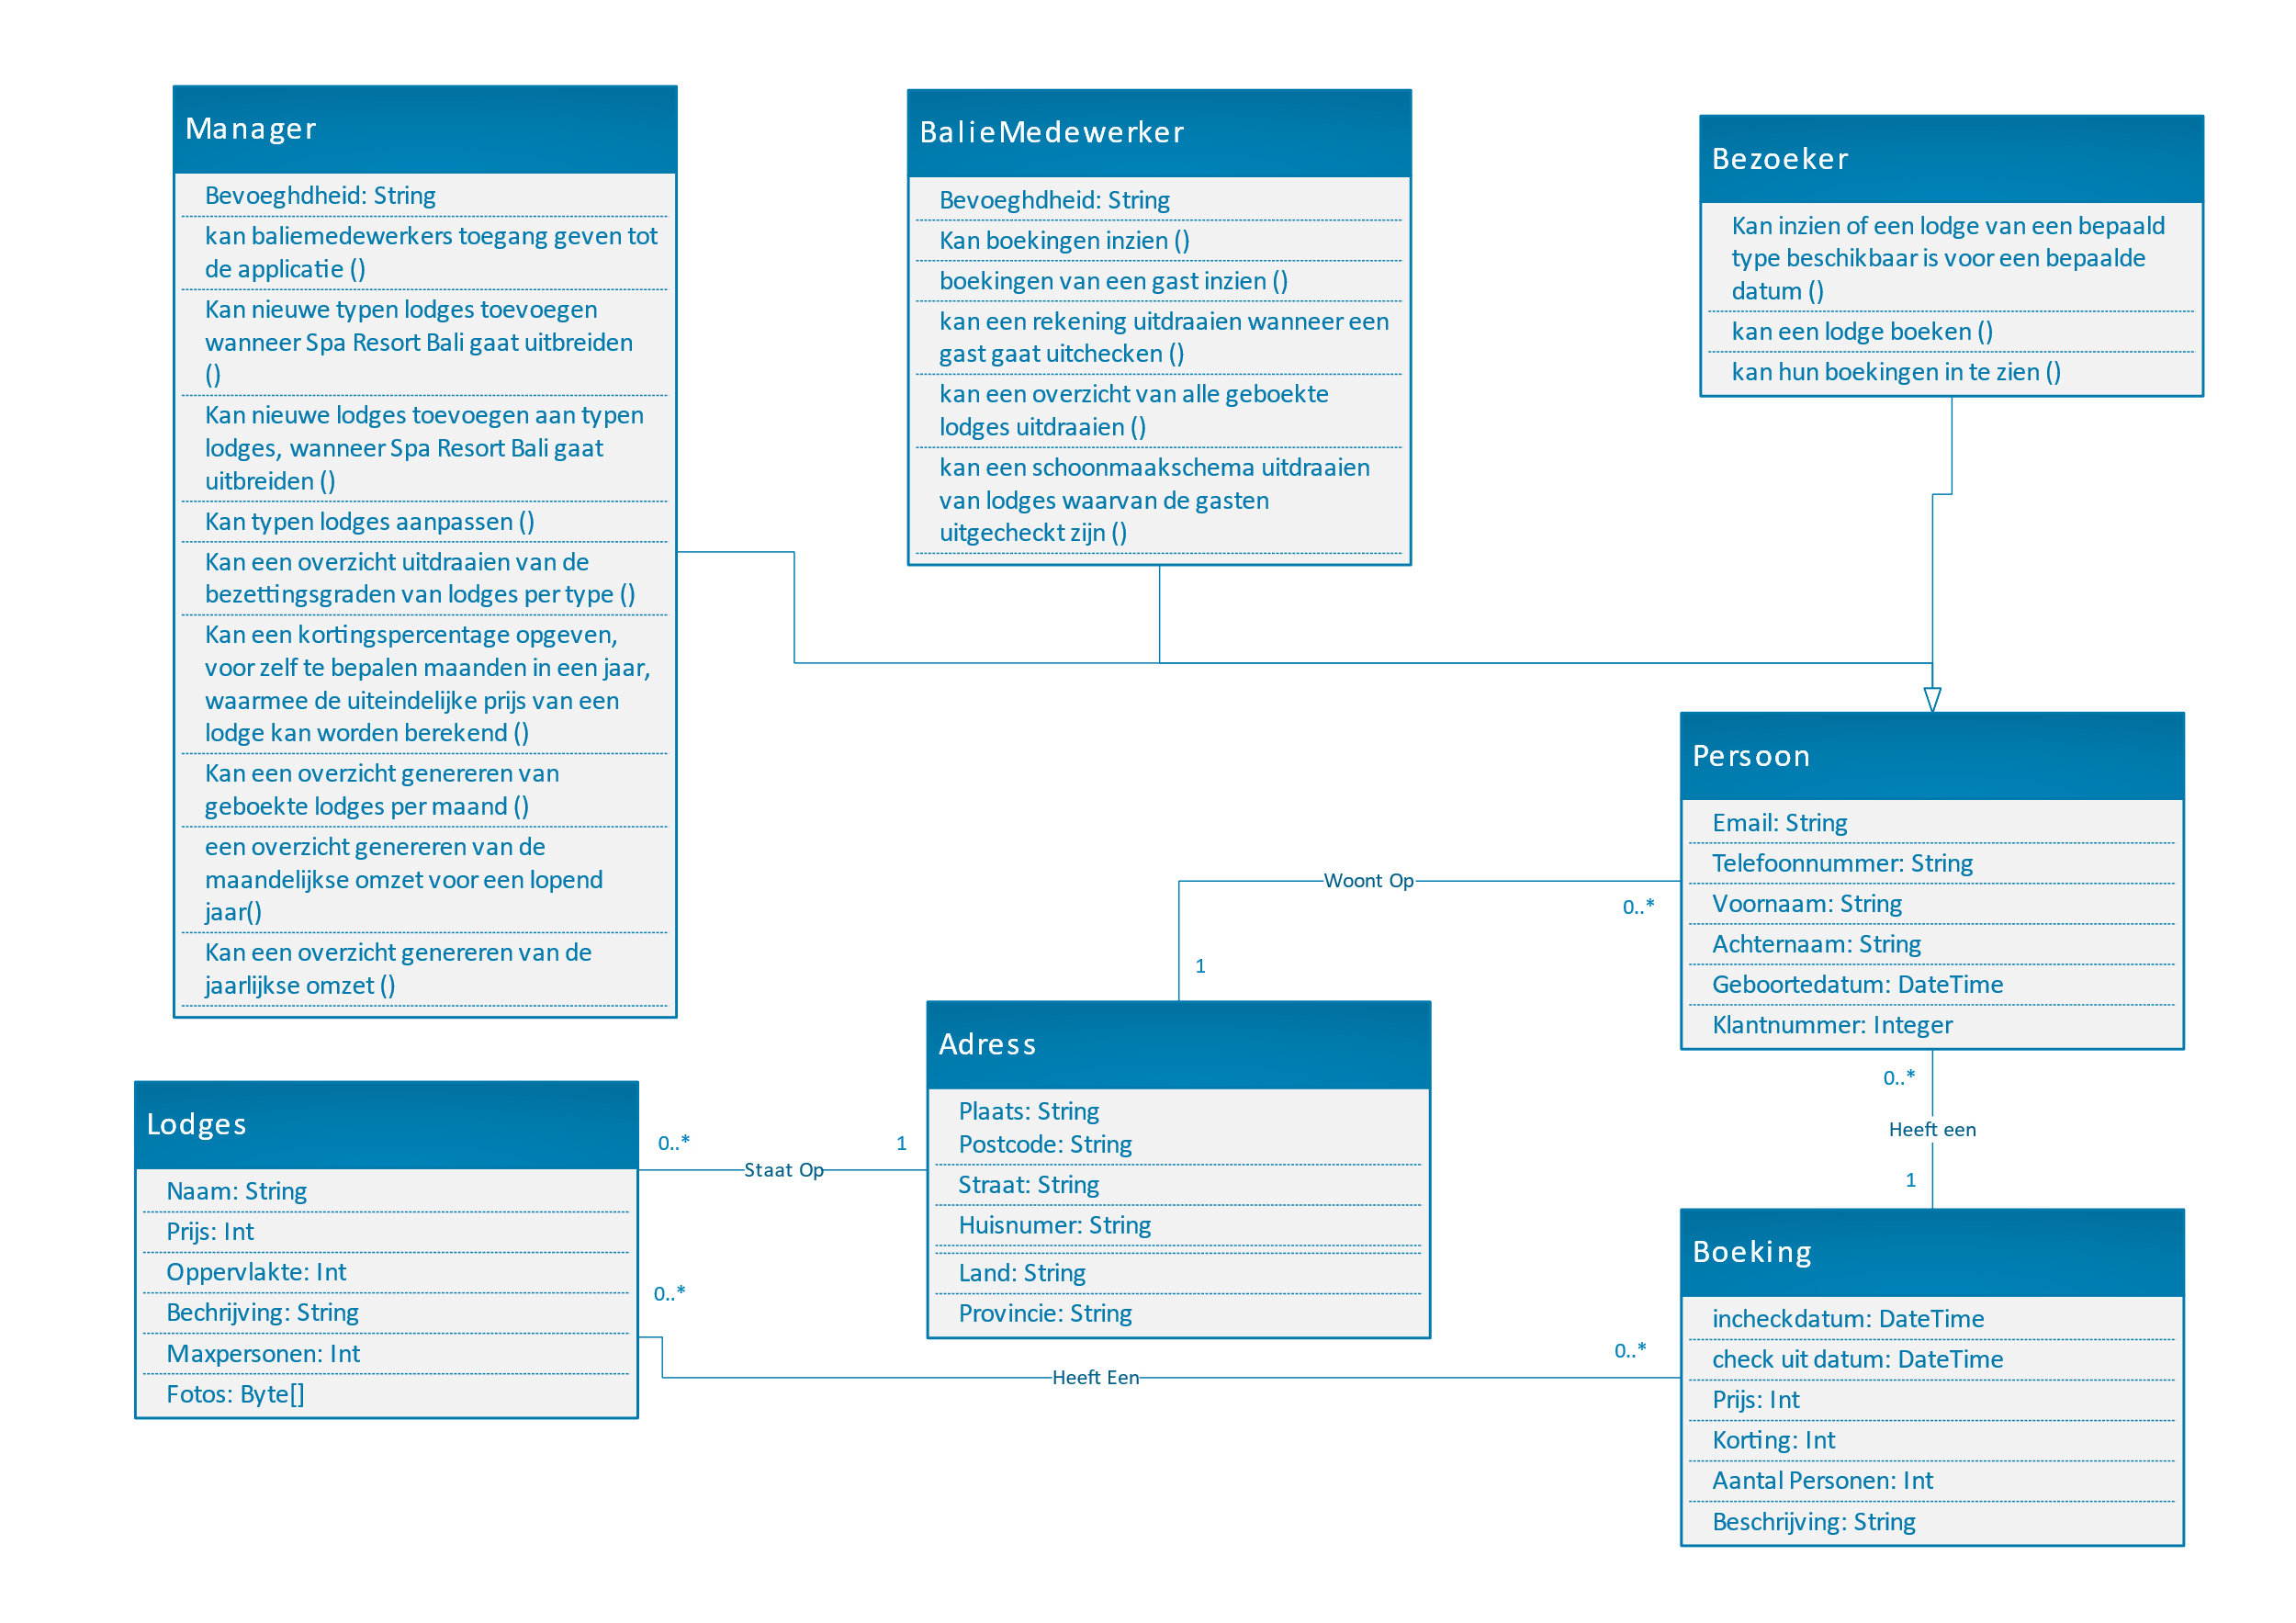 Manager
Bevoeghdheid: String
kan baliemedewerkers toegang geven tot
de applicatie ()
Kan nieuwe typen lodges toevoegen
wanneer Spa Resort Bali gaat uitbreiden
()
Kan nieuwe lodges toevoegen aan typen
lodges, wanneer Spa Resort Bali gaat
uitbreiden ()
Kan typen lodges aanpassen ()
Kan een overzicht uitdraaien van de
bezettingsgraden van lodges per type ()
Kan een kortingspercentage opgeven,
voor zelf te bepalen maanden in een jaar,
waarmee de uiteindelijke prijs van een
lodge kan worden berekend ()
Kan een overzicht genereren van
geboekte lodges per maand ()
een overzicht genereren van de
maandelijkse omzet voor een lopend
jaar()
Kan een overzicht genereren van de
jaarlijkse omzet ()
BalieMedewerker
Bevoeghdheid: String
Kan boekingen inzien ()
boekingen van een gast inzien ()
kan een rekening uitdraaien wanneer een
gast gaat uitchecken ()
kan een overzicht van alle geboekte
lodges uitdraaien ()
kan een schoonmaakschema uitdraaien
van lodges waarvan de gasten
uitgecheckt zijn ()
Bezoeker
Kan inzien of een lodge van een bepaald
type beschikbaar is voor een bepaalde
datum ()
kan een lodge boeken ()
kan hun boekingen in te zien ()
Persoon
Email: String
Telefoonnummer: String
Voornaam: String
Achternaam: String
Geboortedatum: DateTime
Klantnummer: Integer
Woont Op
0..*
1
Adress
Plaats: String
Postcode: String
Straat: String
Huisnumer: String
Land: String
Provincie: String
Lodges
Naam: String
Prijs: Int
Oppervlakte: Int
Bechrijving: String
Maxpersonen: Int
Fotos: Byte[]
0..*
Staat Op
1
0..*
Heeft Een
0..*
0..*
Heeft een
1
Boeking
incheckdatum: DateTime
check uit datum: DateTime
Prijs: Int
Korting: Int
Aantal Personen: Int
Beschrijving: String